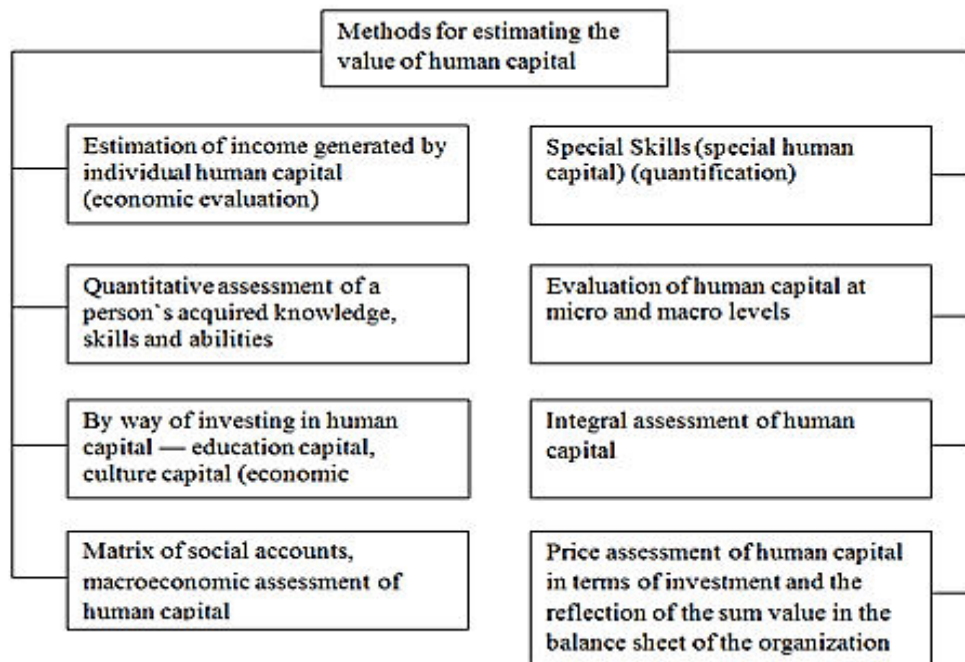 Methods for estimating the
value of human capital
Estimation of income generated by
individual human capital
(economic evaluation)
Special Skills (special human
capital) (quantification)
Quantitative assessment of a
person`s acquired knowledge,
skills and abilities
Evaluation of human capital at
micro and macro levels
By way of investing in human
capital — education capital,
culture capital (economic
Integral assessment of human
capital
Matrix of social accounts,
macroeconomic assessment of
human capital
Price assessment of human capital
in terms of investment and the
reflection of the sum value in the
balance sheet of the organization